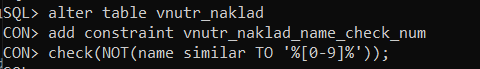 SQL> alter table vnutr_naklad
CON> add constraint vnutr_naklad_name_check_num
CON> check(NOT(name similar TO '%[0-9]%'));